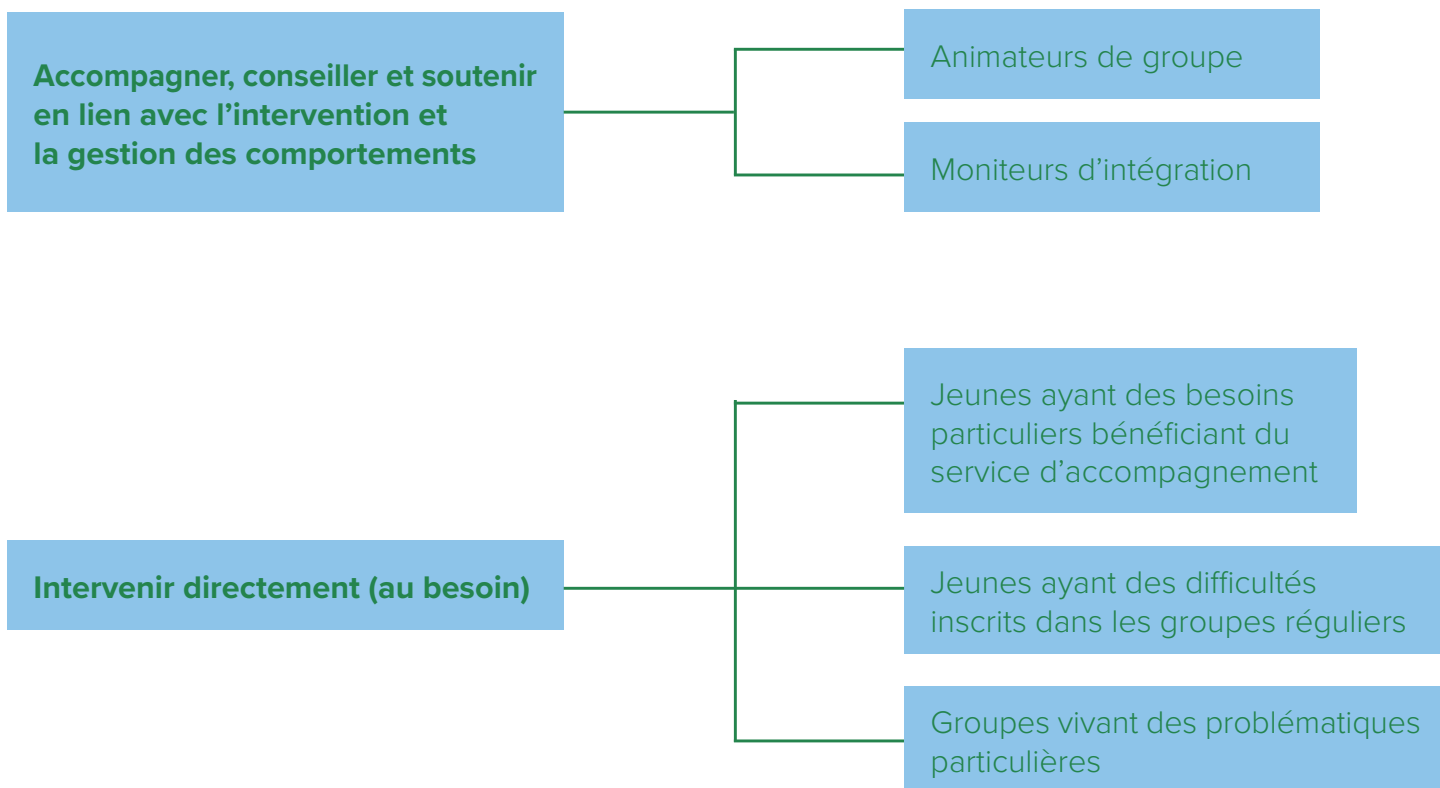 Accompagner, conseiller et soutenir
en lien avec l’intervention et
la gestion des comportements
Animateurs de groupe
Moniteurs d’intégration
Intervenir directement (au besoin)
Jeunes ayant des besoins
particuliers bénéficiant du
service d’accompagnement
Jeunes ayant des difficultés
inscrits dans les groupes réguliers
Groupes vivant des problématiques
particulières